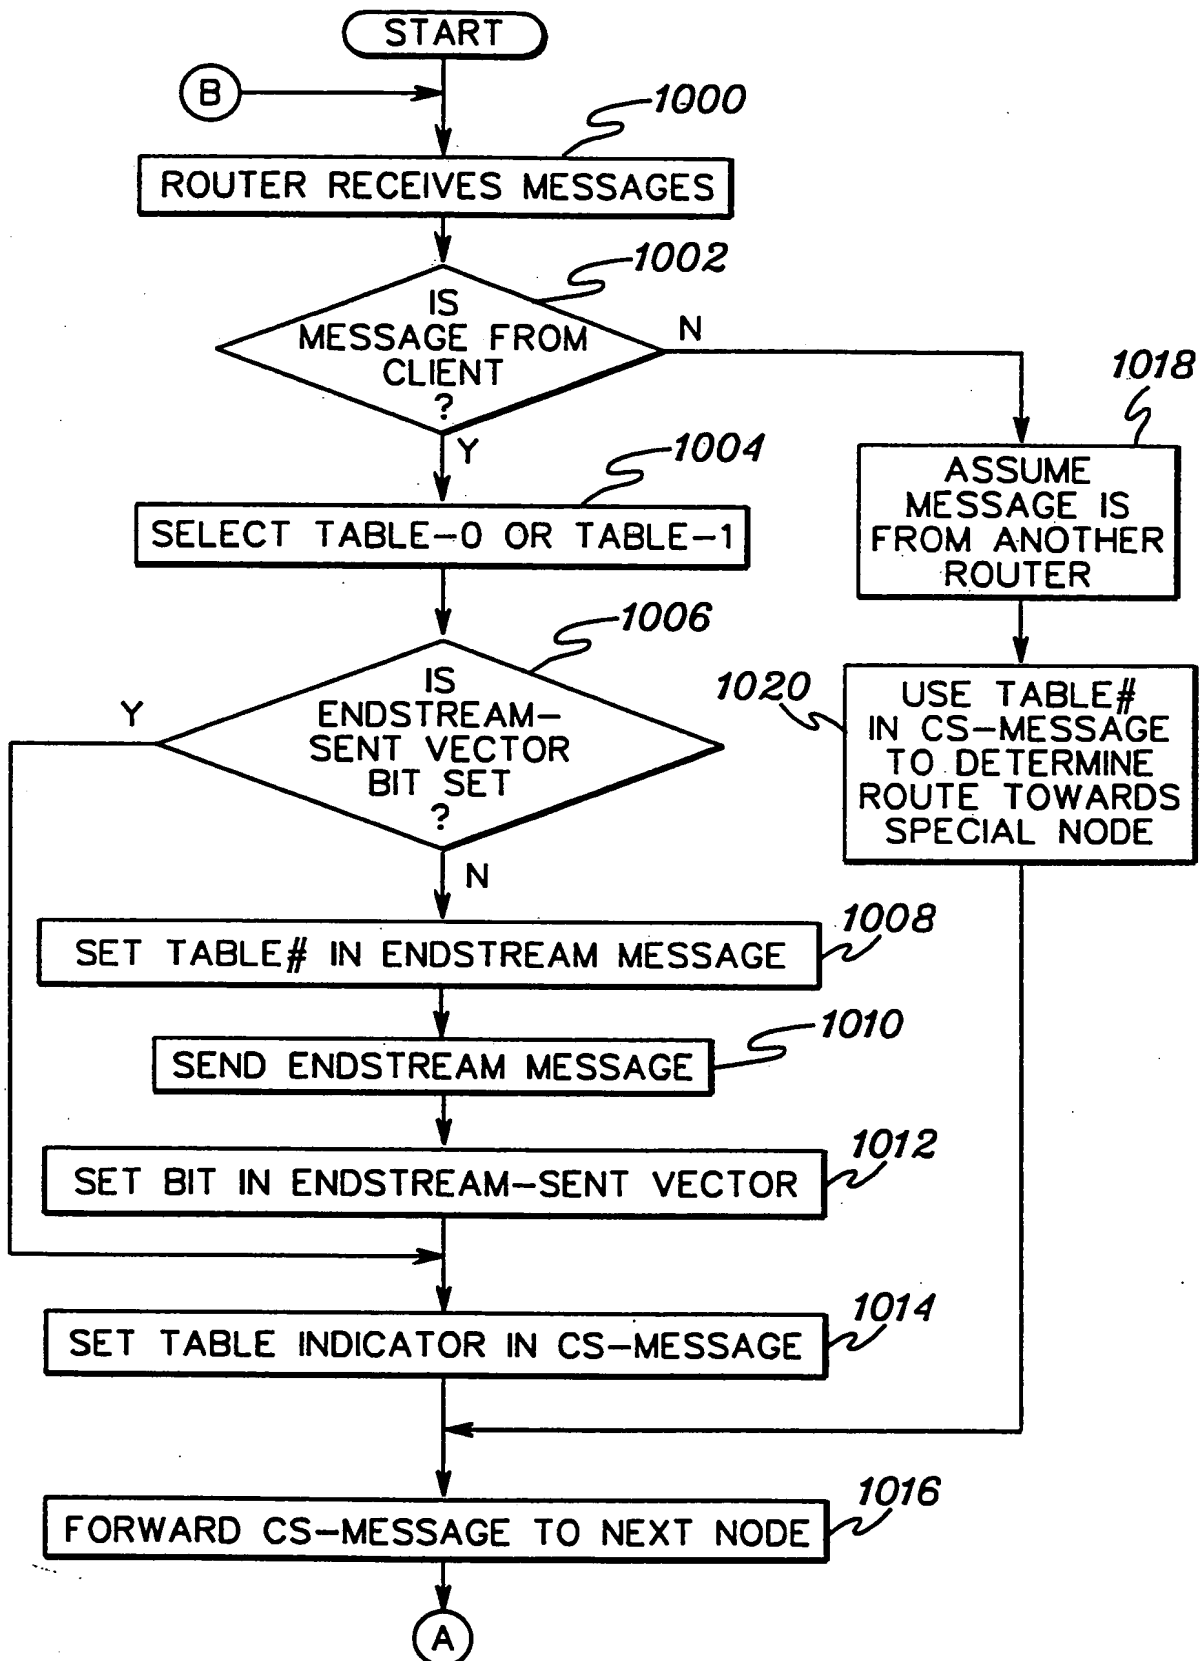 START
B
1000
ROUTER RECEIVES MESSAGES
1002
IS
MESSAGE FROM
CLIENT
?
N
Y
1018
ASSUME
MESSAGE IS
FROM ANOTHER
ROUTER
1004
SELECT TABLE-0 OR TABLE-1
1006
IS
ENDSTREAM-
SENT VECTOR
BIT SET
?
Y
N
1020
USE TABLE#
IN CS-MESSAGE
TO DETERMINE
ROUTE TOWARDS
SPECIAL NODE
1008
SET TABLE# IN ENDSTREAM MESSAGE
1010
SEND ENDSTREAM MESSAGE
1012
SET BIT IN ENDSTREAM-SENT VECTOR
1014
SET TABLE INDICATOR IN CS-MESSAGE
1016
FORWARD CS-MESSAGE TO NEXT NODE
A